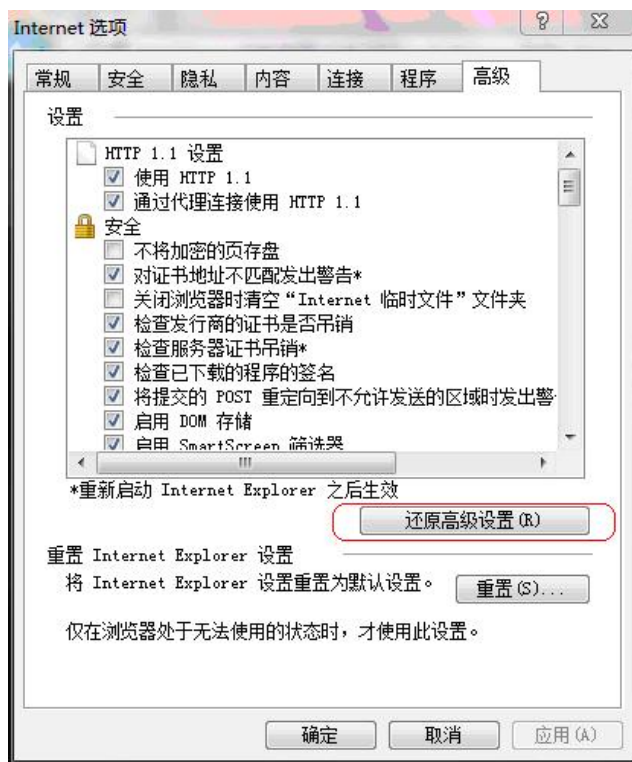 Internet 选项
常规 安全 隐私 内容 连接 程序 高级
设置
HTTP 1.1 设置
使用 HTTP 1.1
通过代理连接使用 HTTP 1.1
安全
不将加密的页存盘
对证书地址不匹配发出警告*
关闭浏览器时清空“Internet 临时文件”文件夹
检查发行商的证书是否吊销
检查服务器证书吊销*
检查已下载的程序的签名
将提交的 POST 重定向到不允许发送的区域时发出警
启用 DOM 存储
启用 SmartScreen 筛选器
*重新启动 Internet Explorer 之后生效
还原高级设置(R)
重置 Internet Explorer 设置
将 Internet Explorer 设置重置为默认设置。
重置(S)...
仅在浏览器处于无法使用的状态时，才使用此设置。
确定 取消 应用(A)